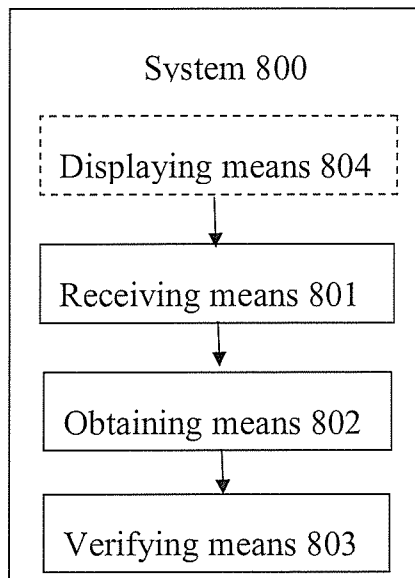 System 800
Displaying means 804
Receiving means 801
Obtaining means 802
Verifying means 803